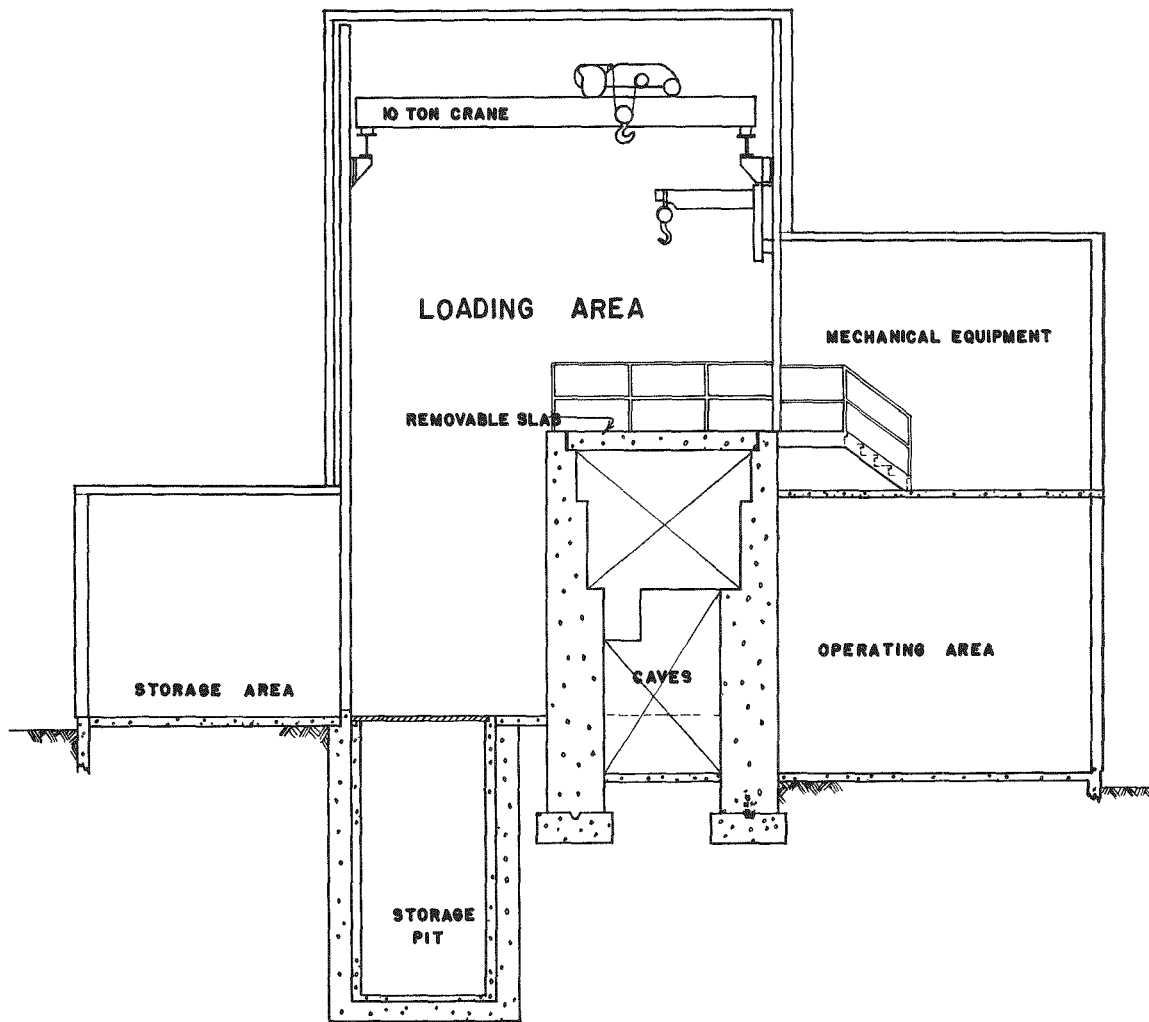 10 TON CRANE
LOADING AREA
MECHANICAL EQUIPMENT
REMOVABLE SLAB
OPERATING AREA
CAVES
STORAGE AREA
STORAGE
PIT